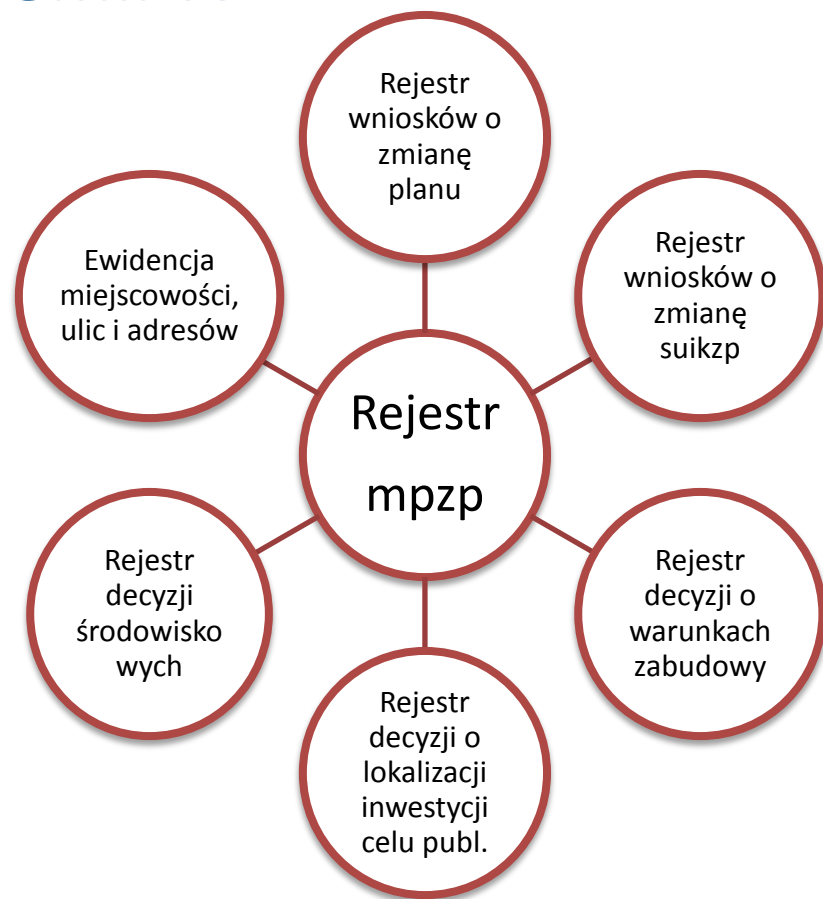 Rejestr
wniosków o
zmianę
planu
Rejestr
wniosków o
zmianę
suikzp
Ewidencja
miejscowości,
ulic i adresów
Rejestr
mpzp
Rejestr
decyzji
środowisko
wych
Rejestr
decyzji o
warunkach
zabudowy
Rejestr
decyzji o
lokalizacji
inwestycji
celu publ.